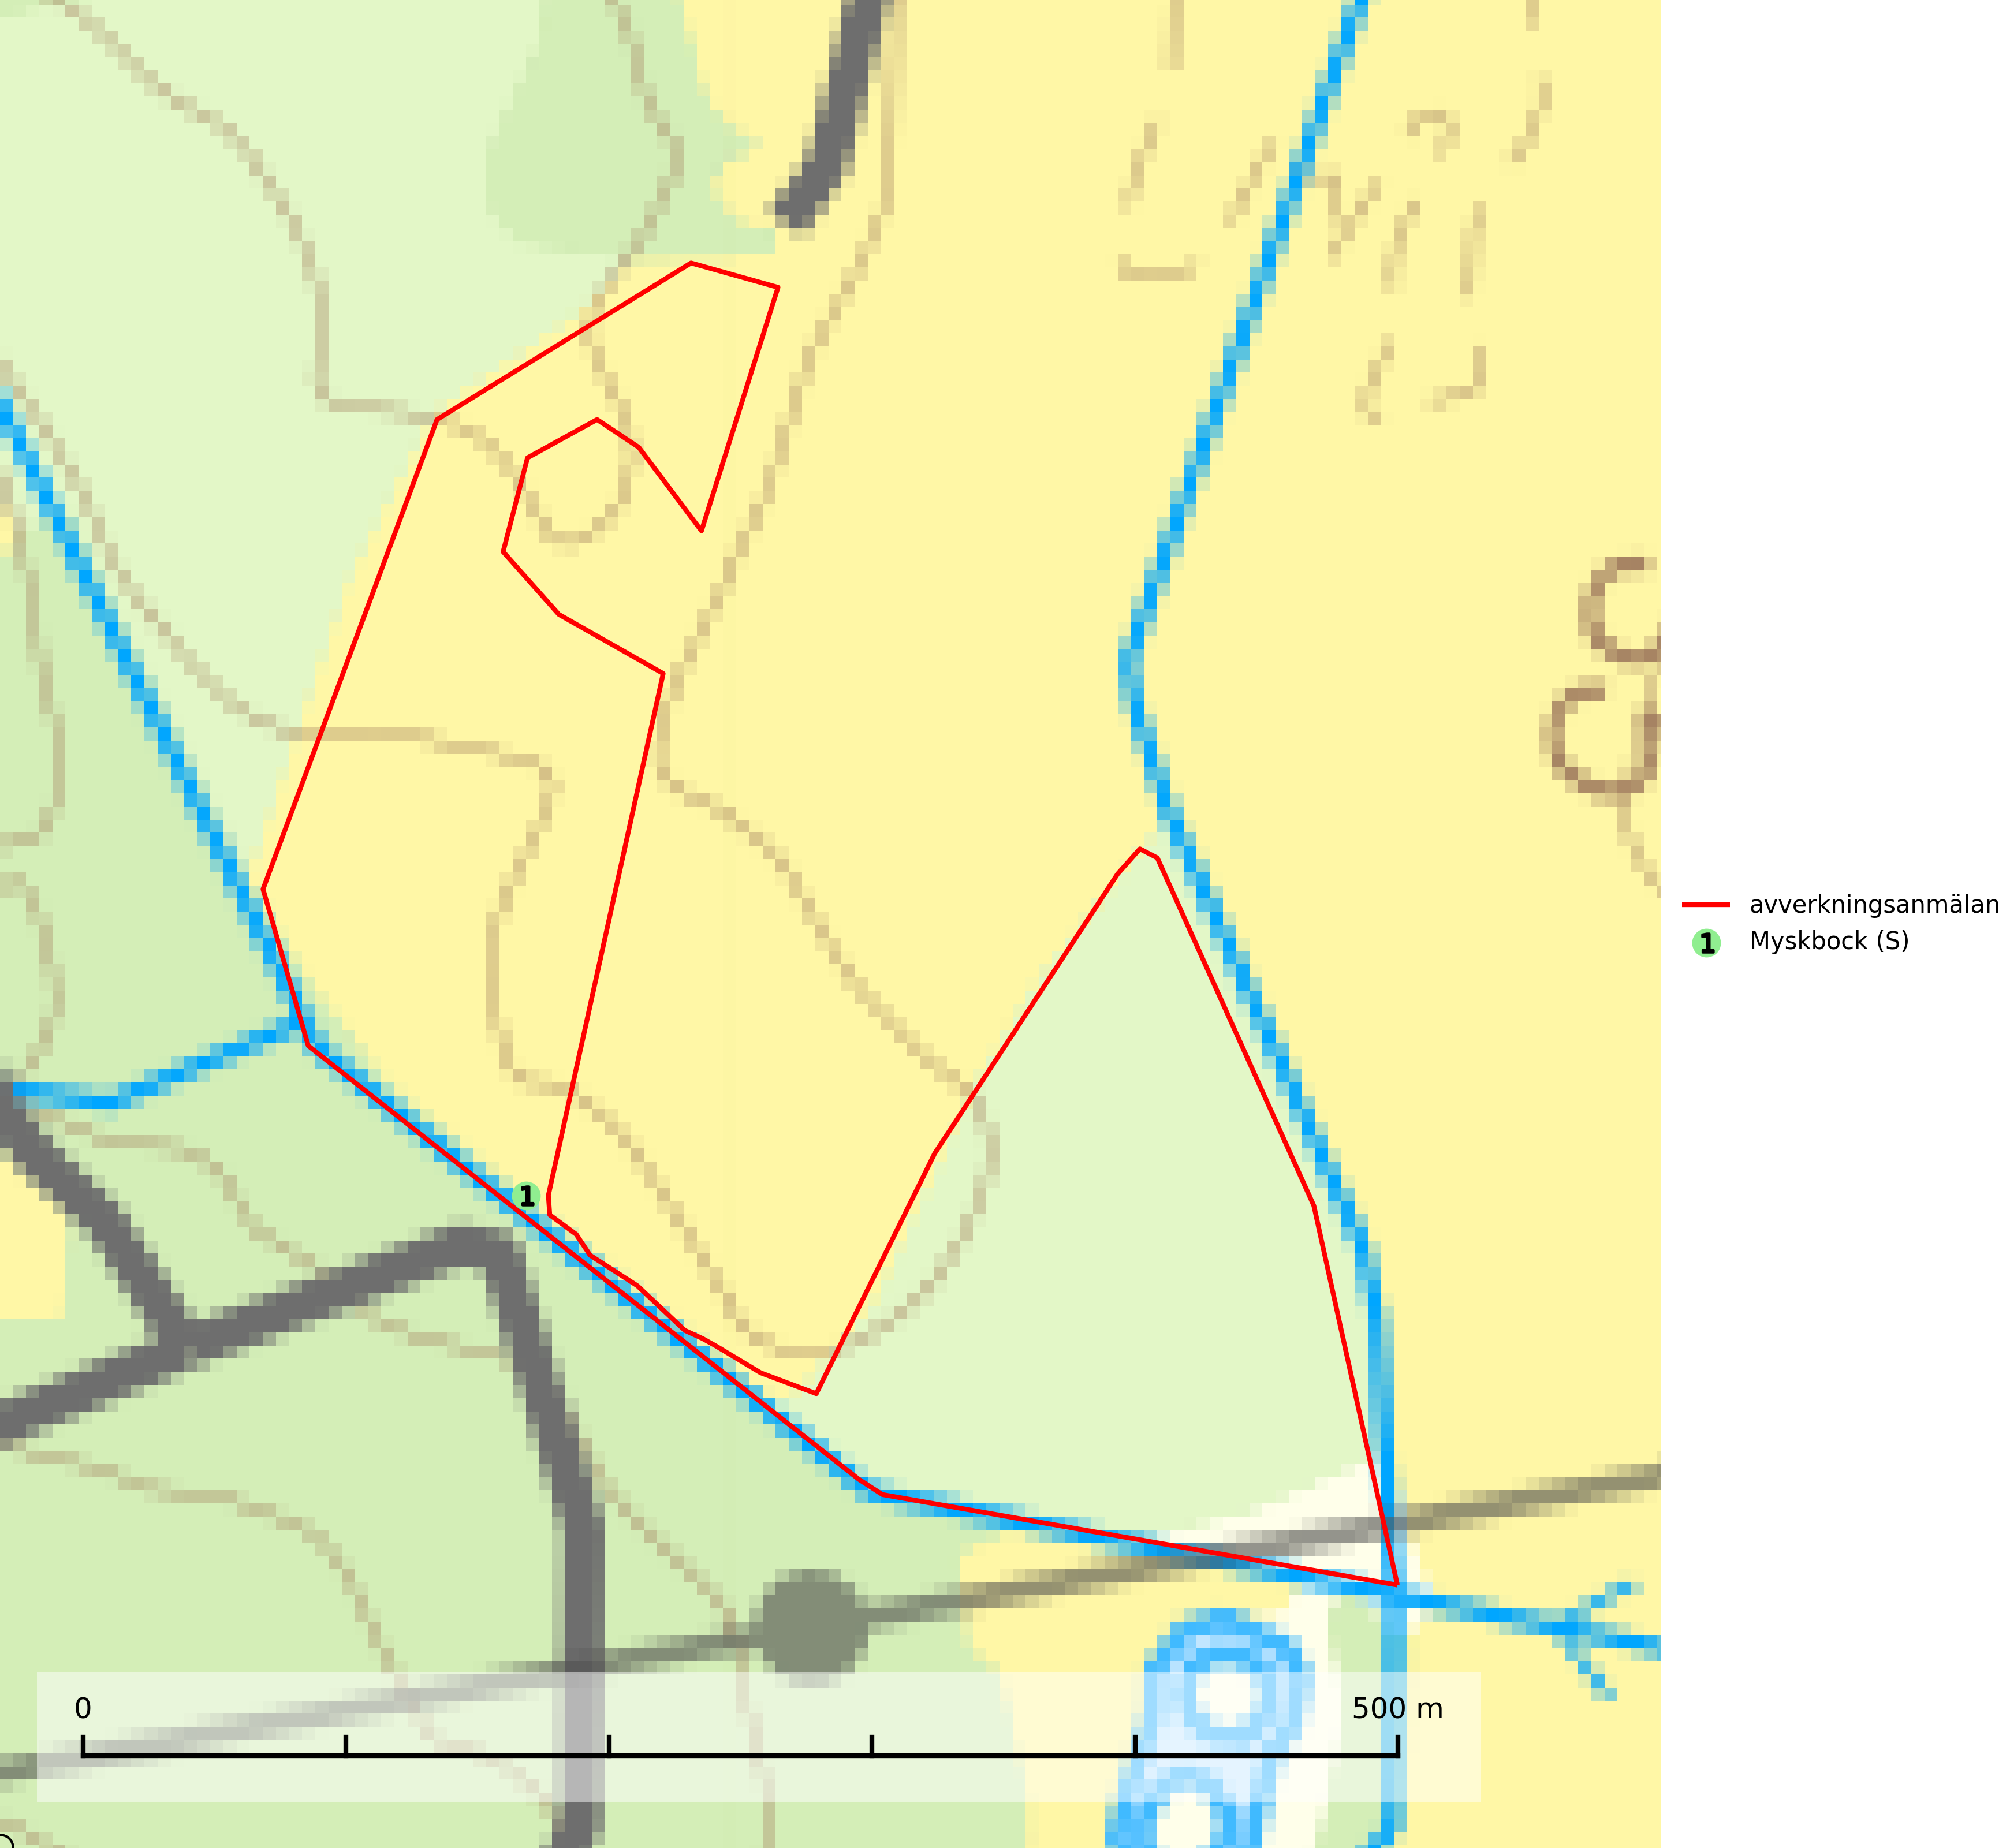 avverkningsanmälan
1 Myskbock (S)
1
0 500 m